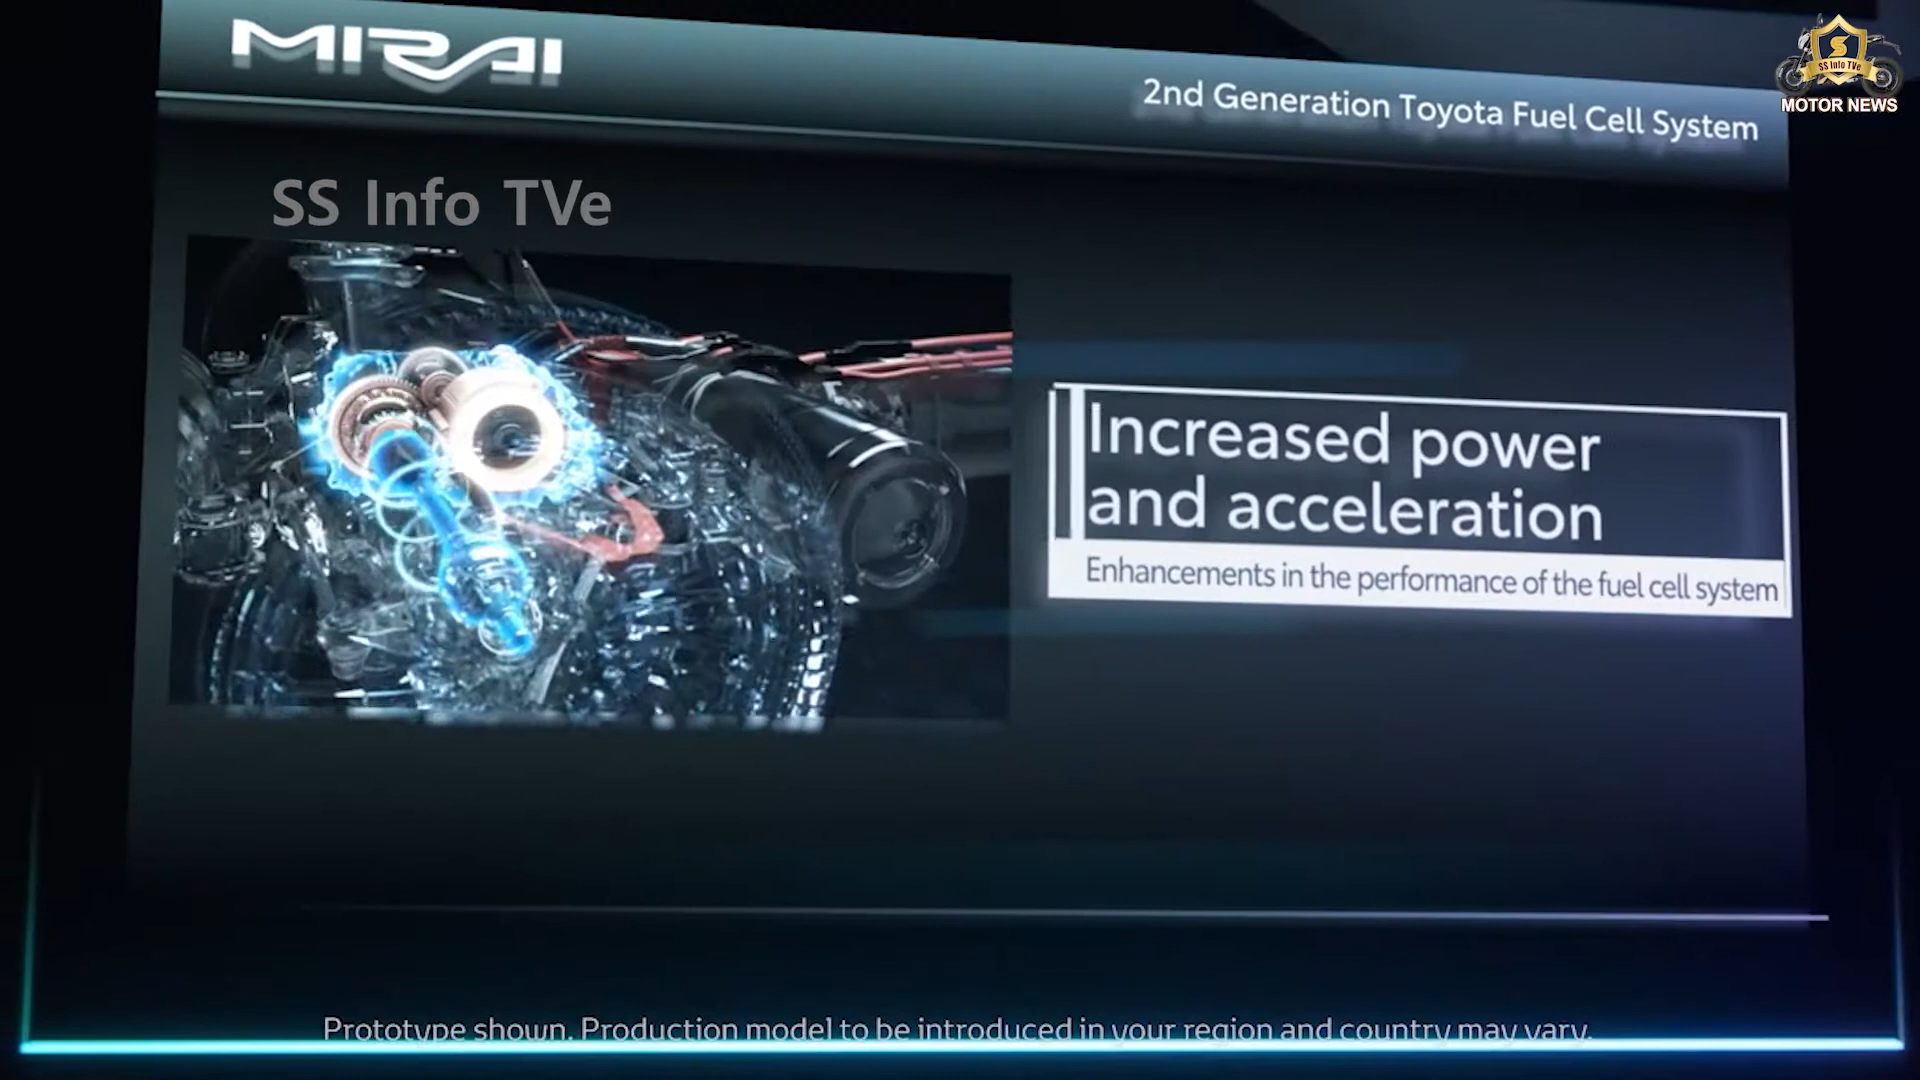 MIRAI
2nd Generation Toyota Fuel Cell System
S
SS Info TVe
MOTOR NEWS
SS Info TVe
Increased power
and acceleration
Enhancements in the performance of the fuel cell system
Prototype shown. Production model to be introduced in your region and country may vary.